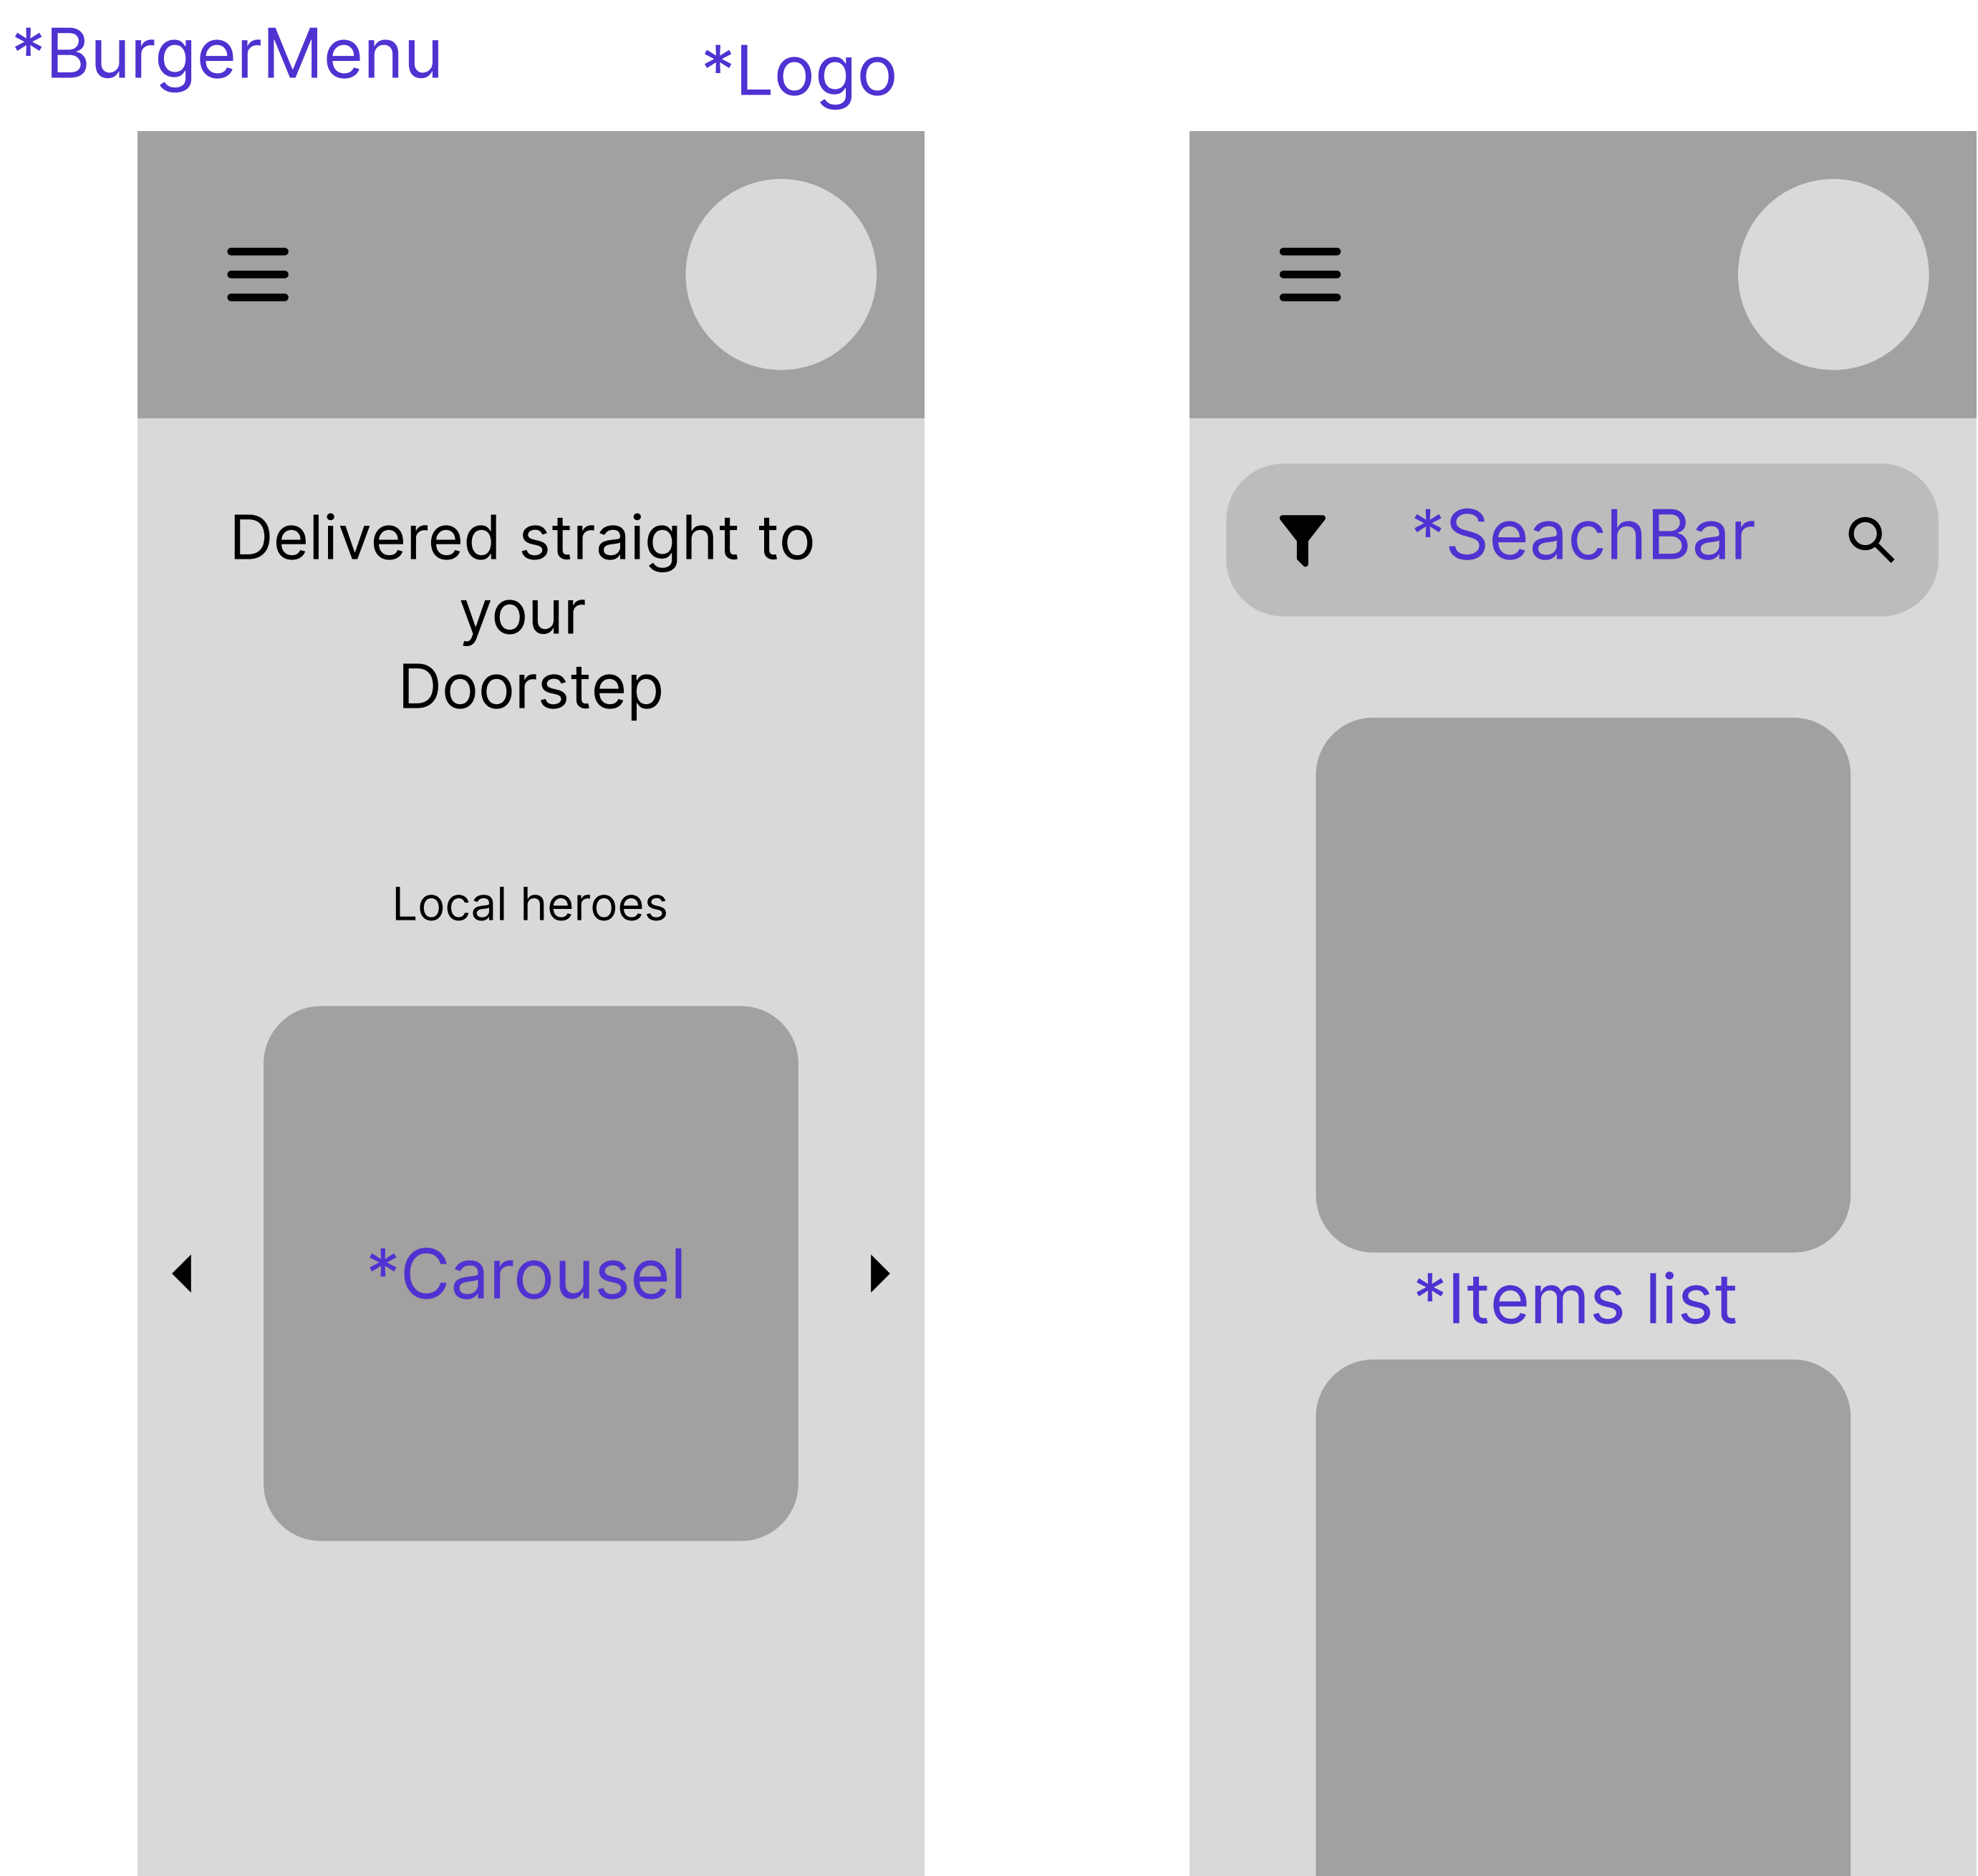 *BurgerMenu
*Logo
Delivered straight to
your
Doorstep
Local heroes
*Carousel
*SeachBar
*Items list